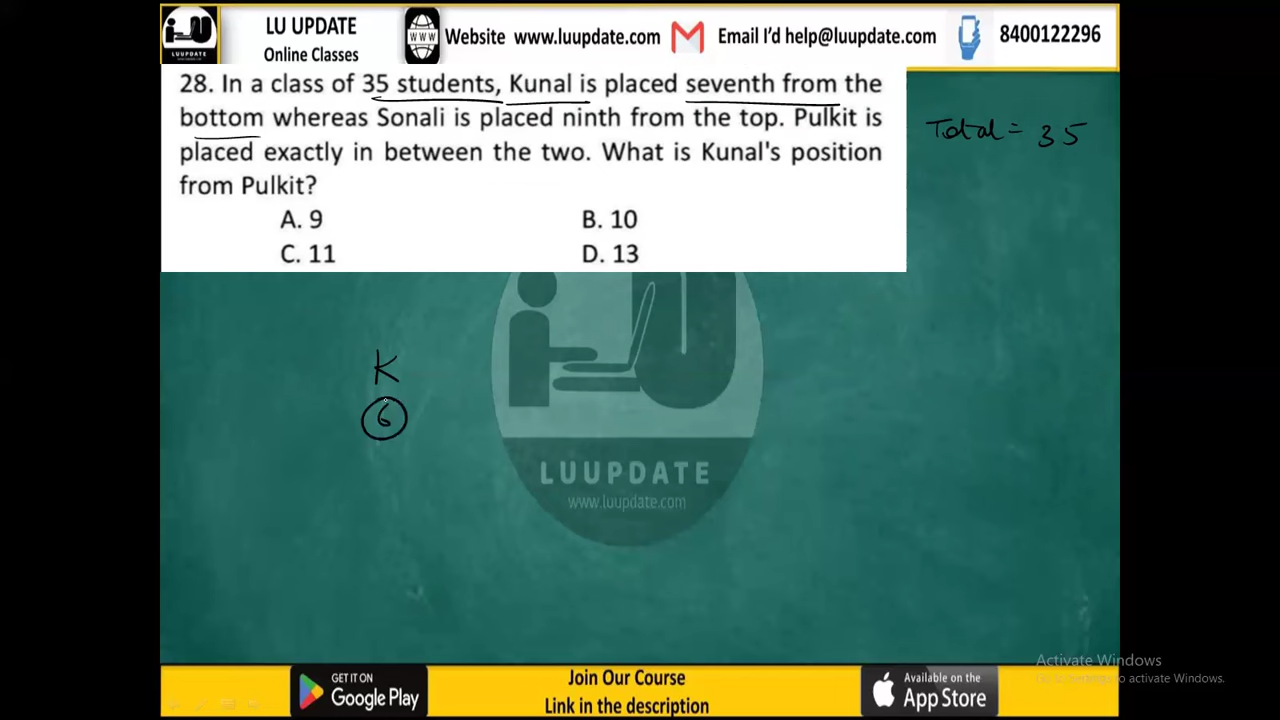 LU UPDATE
Online Classes
WWW
Website www.luupdate.com
Email I'd help@luupdate.com
8400122296
LUUPDATE
28. In a class of 35 students, Kunal is placed seventh from the
bottom whereas Sonali is placed ninth from the top. Pulkit is
placed exactly in between the two. What is Kunal's position
from Pulkit?
A. 9 B. 10
C. 11 D. 13
Total = 35
K
6
LUUPDATE
www.luupdate.com
Activate Windows
GET IT ON
Google Play
Join Our Course
Link in the description
Available on the
App Store